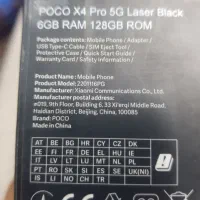 POCO X4 Pro 5G Laser Black
6GB RAM 128GB ROM
Package contents: Mobile Phone / Adapter /
USB Type-C Cable / SIM Eject Tool /
Protective Case / Quick Start Guide /
Warranty Card / Safety Information /
Product Name: Mobile Phone
Product Model: 2201116PG
Manufacturer: Xiaomi Communications Co., Ltd.
Manufacturer postal address:
#019, 9th Floor, Building 6, 33 Xi'erqi Middle Road,
Haidian District, Beijing, China, 100085
Brand: POCO
Made in China
AT BE BG HR CY CZ DK
EE FI FR DE EL HU IE
IT LV LT LU MT NL PL
PT RO SK SI ES SE UK(NI)
IS LI NO CH TR